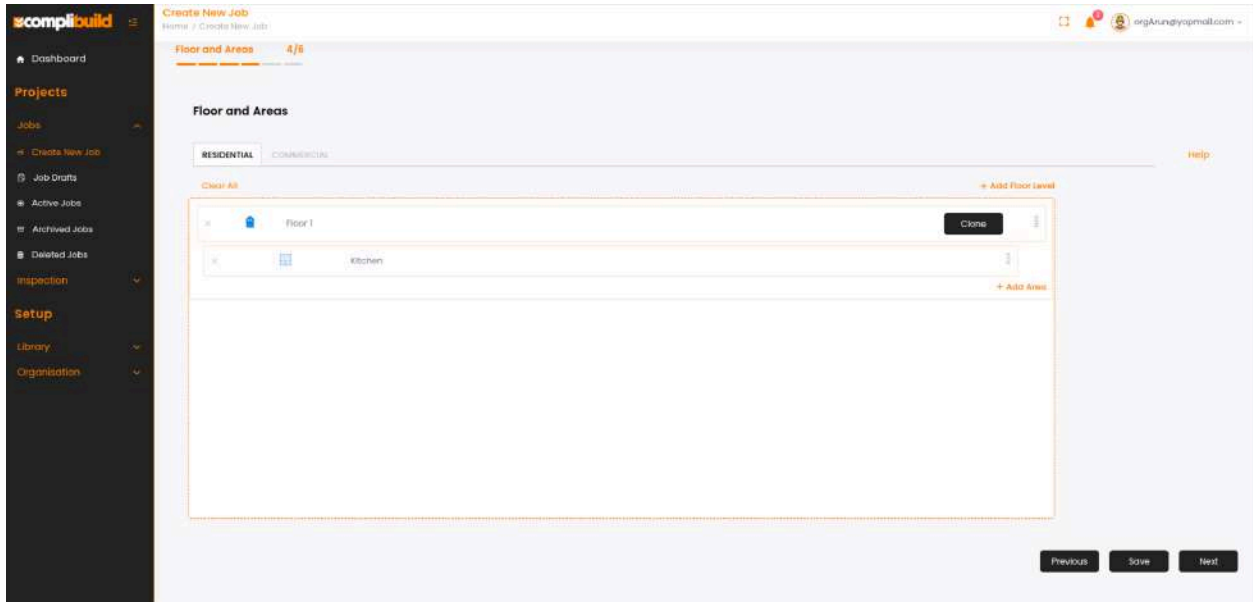 complibuild
Create New Job
Home / Create New Job
orgArun@yopmail.com
Floor and Areas 4/6
Dashboard
Projects
Jobs
Create New Job
Job Drafts
Active Jobs
Archived Jobs
Deleted Jobs
Inspection
Setup
Library
Organisation
Floor and Areas
RESIDENTIAL COMMERCIAL
Help
Clear All + Add Floor Level
Floor 1 Clone
Kitchen
+ Add Area
Previous Save Next